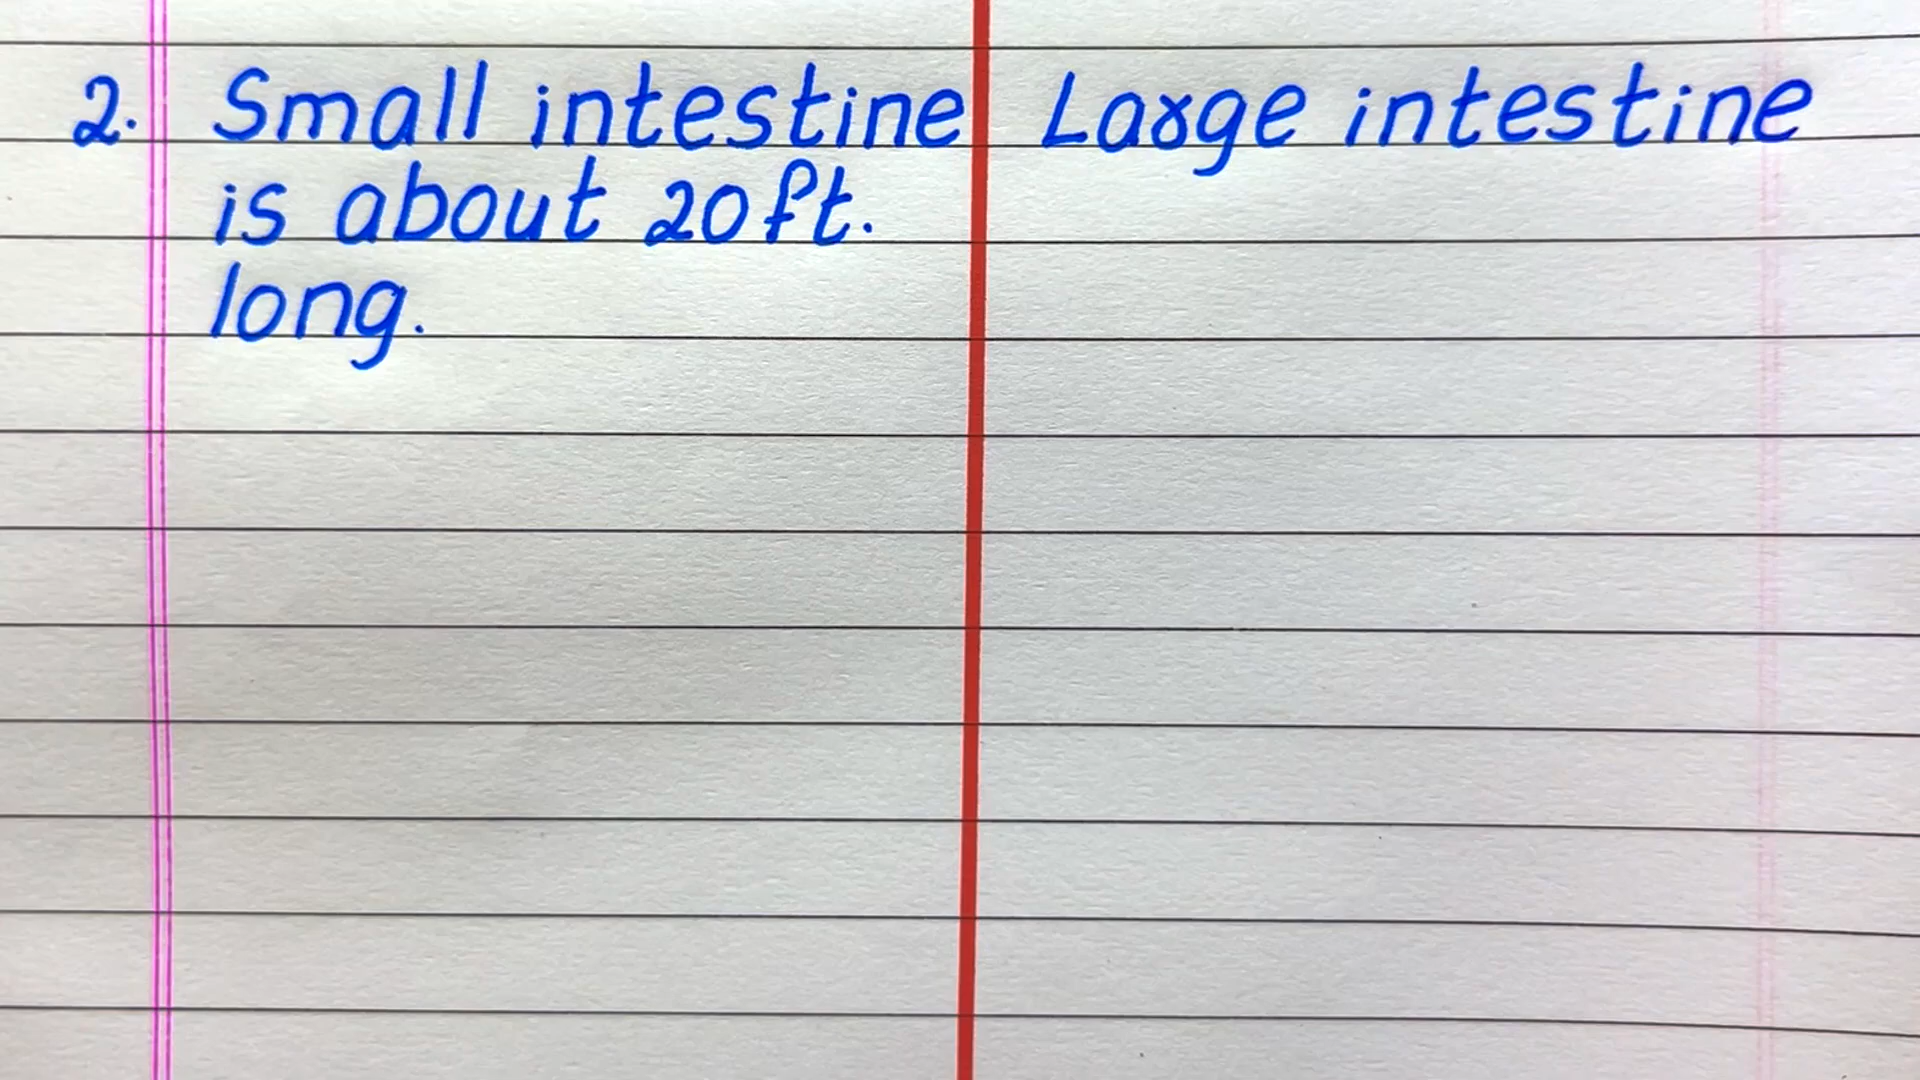 2. Small intestine Large intestine
is about 20ft.
long.